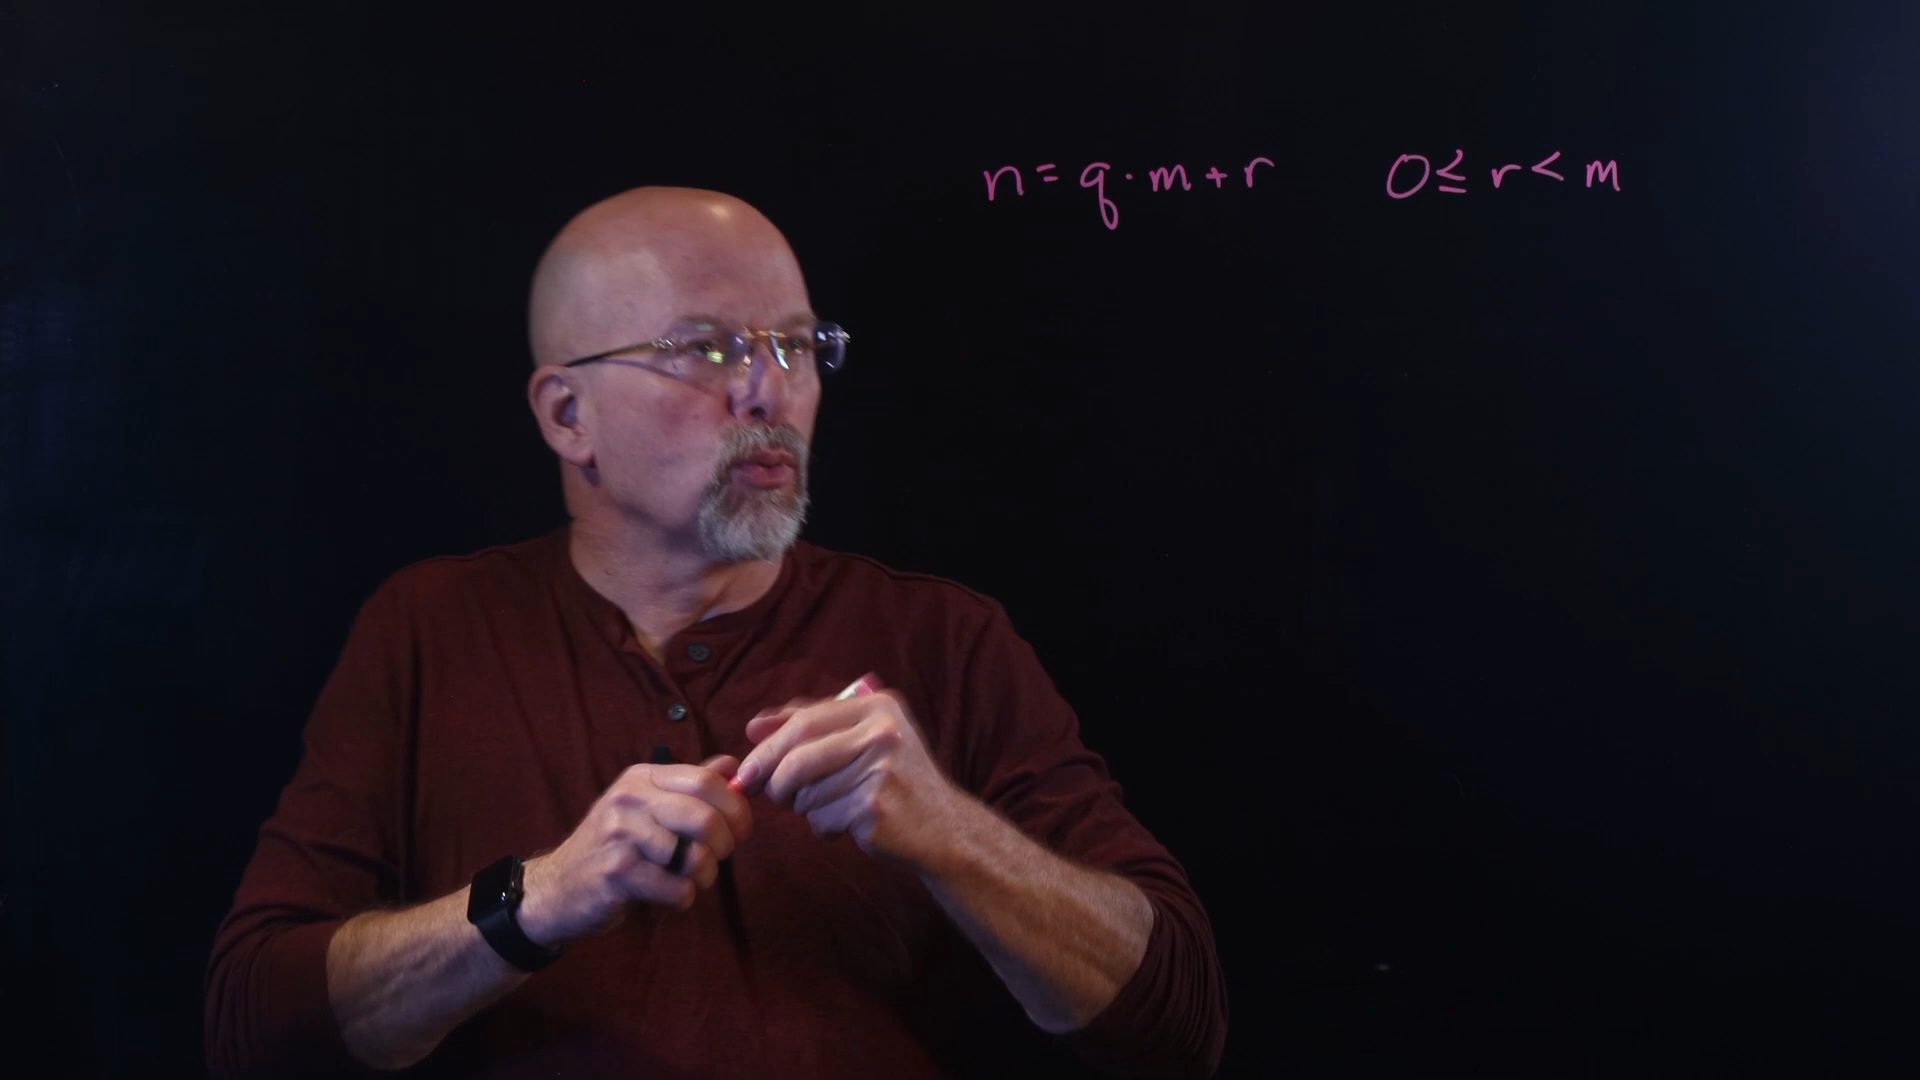 n = q · m + r 0 ≤ r < m